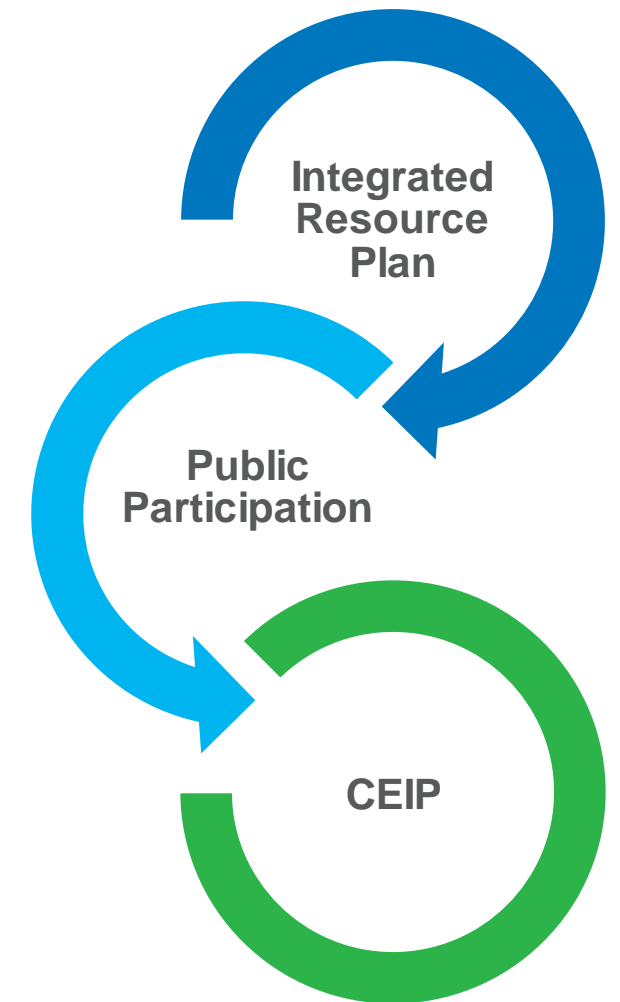 Integrated
Resource
Plan
Public
Participation
CEIP